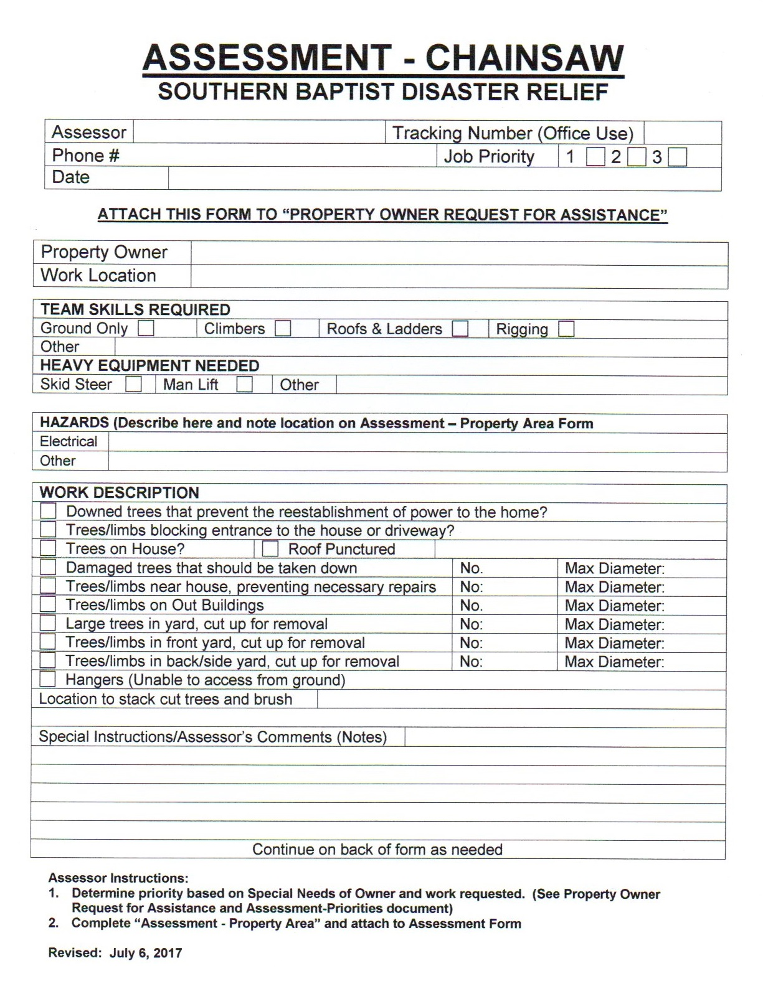 ASSESSMENT - CHAINSAW
SOUTHERN BAPTIST DISASTER RELIEF
Assessor Tracking Number (Office Use)
Phone # Job Priority 1 2 3
Date
ATTACH THIS FORM TO “PROPERTY OWNER REQUEST FOR ASSISTANCE”
Property Owner
Work Location
TEAM SKILLS REQUIRED
Ground Only Climbers Roofs & Ladders Rigging
Other
HEAVY EQUIPMENT NEEDED
Skid Steer Man Lift Other
HAZARDS (Describe here and note location on Assessment – Property Area Form
Electrical
Other
WORK DESCRIPTION
Downed trees that prevent the reestablishment of power to the home?
Trees/limbs blocking entrance to the house or driveway?
Trees on House? Roof Punctured
Damaged trees that should be taken down No. Max Diameter:
Trees/limbs near house, preventing necessary repairs No: Max Diameter:
Trees/limbs on Out Buildings No. Max Diameter:
Large trees in yard, cut up for removal No: Max Diameter:
Trees/limbs in front yard, cut up for removal No: Max Diameter:
Trees/limbs in back/side yard, cut up for removal No: Max Diameter:
Hangers (Unable to access from ground)
Location to stack cut trees and brush
Special Instructions/Assessor’s Comments (Notes)
Continue on back of form as needed
Assessor Instructions:
1. Determine priority based on Special Needs of Owner and work requested. (See Property Owner
Request for Assistance and Assessment-Priorities document)
2. Complete “Assessment - Property Area” and attach to Assessment Form
Revised: July 6, 2017